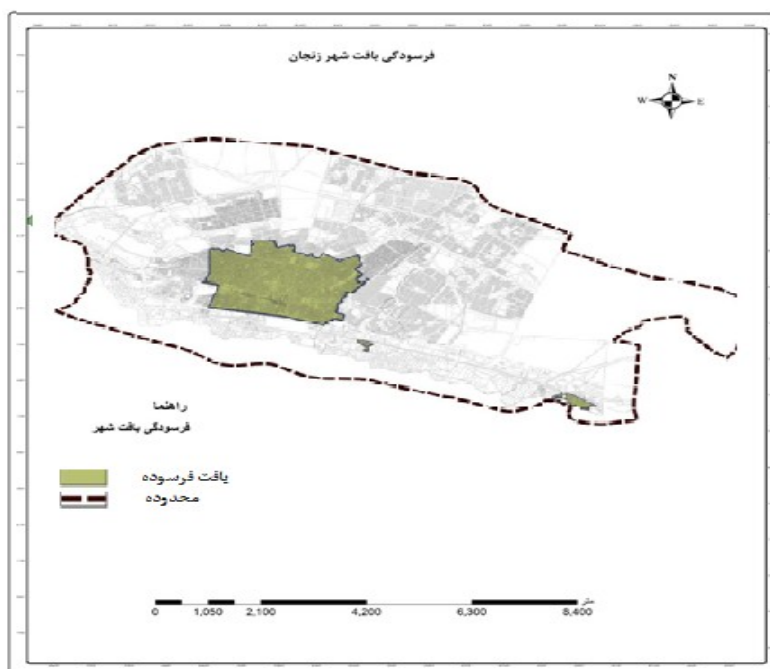 فرسودگی بافت شهر زنجان
N
W E
S
راهنما
فرسودگی بافت شهر
بافت فرسوده
محدوده
0 1,050 2,100 4,200 6,300 8,400 متر